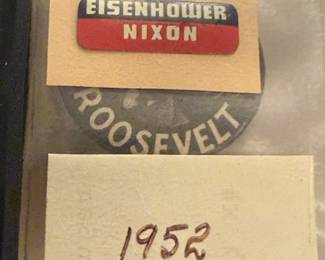 EISENHOWER
NIXON
ROOSEVELT
1952